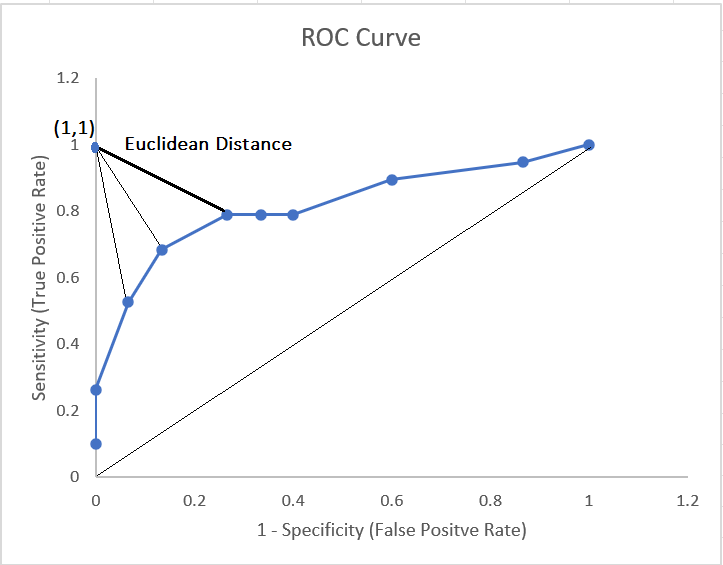 ROC Curve
1.2
(1,1)
Euclidean Distance
1
0.8
0.6
0.4
0.2
0
Sensitivity (True Positive Rate)
0 0.2 0.4 0.6 0.8 1 1.2
1 - Specificity (False Positve Rate)